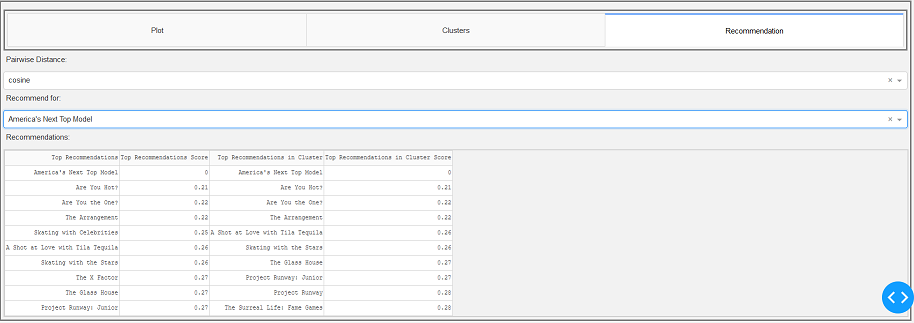 Plot Clusters Recommendation
Pairwise Distance:
cosine
Recommend for:
America's Next Top Model
Recommendations:
Top Recommendations Top Recommendations Score Top Recommendations in Cluster Top Recommendations in Cluster Score
America's Next Top Model 0 America's Next Top Model 0
Are You Hot? 0.21 Are You Hot? 0.21
Are You the One? 0.22 Are You the One? 0.22
The Arrangement 0.22 The Arrangement 0.22
Skating with Celebrities 0.25 A Shot at Love with Tila Tequila 0.26
A Shot at Love with Tila Tequila 0.26 Skating with the Stars 0.26
Skating with the Stars 0.26 The Glass House 0.27
The X Factor 0.27 Project Runway: Junior 0.27
The Glass House 0.27 Project Runway 0.28
Project Runway: Junior 0.27 The Surreal Life: Fame Games 0.28